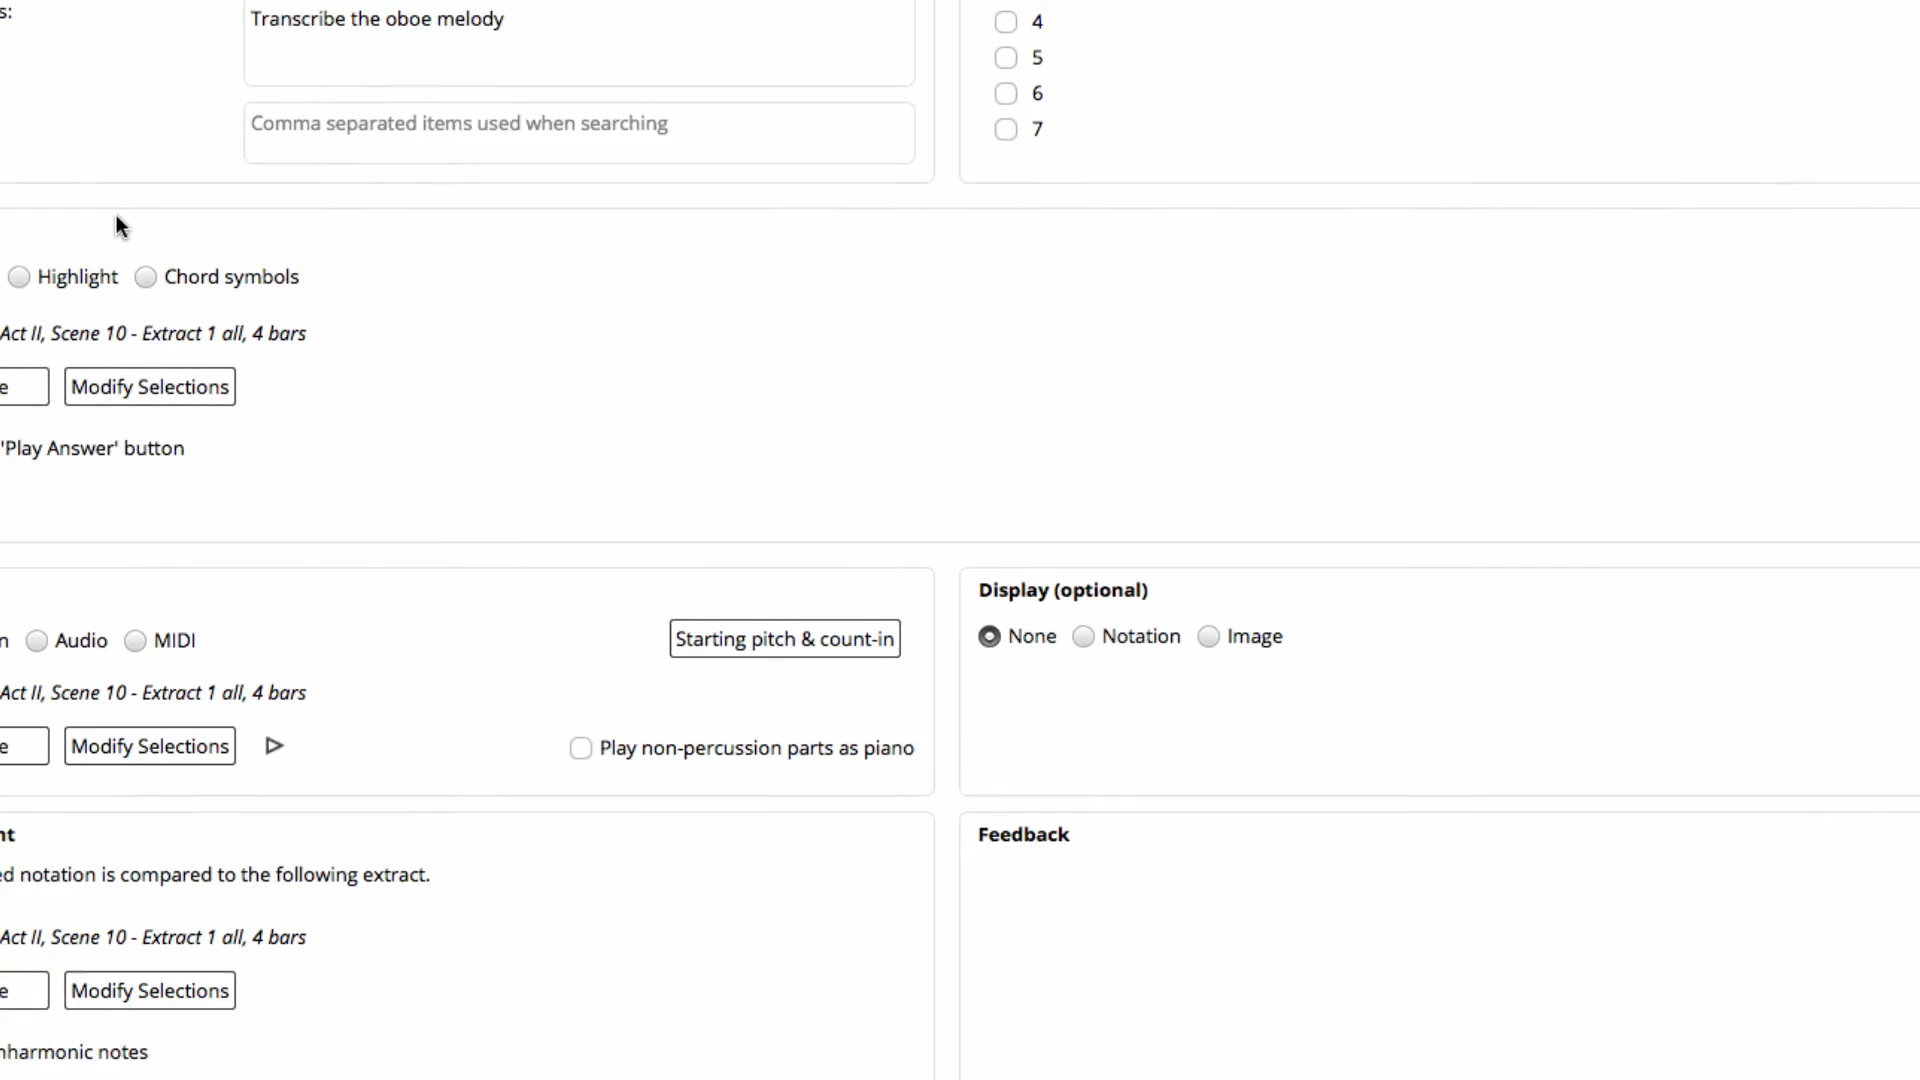 s:
Transcribe the oboe melody
Comma separated items used when searching
4
5
6
7
Highlight Chord symbols
Act II, Scene 10 - Extract 1 all, 4 bars
e Modify Selections
'Play Answer' button
n Audio MIDI Starting pitch & count-in
Act II, Scene 10 - Extract 1 all, 4 bars
e Modify Selections Play non-percussion parts as piano
Display (optional)
None Notation Image
nt
ed notation is compared to the following extract.
Act II, Scene 10 - Extract 1 all, 4 bars
e Modify Selections
nharmonic notes
Feedback